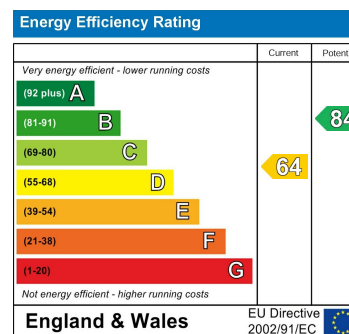 Energy Efficiency Rating
Current
Potent
Very energy efficient - lower running costs
(92 plus) A
(81-91) B
84
(69-80) C
64
(55-68) D
(39-54) E
(21-38) F
(1-20) G
Not energy efficient - higher running costs
England & Wales
EU Directive
2002/91/EC